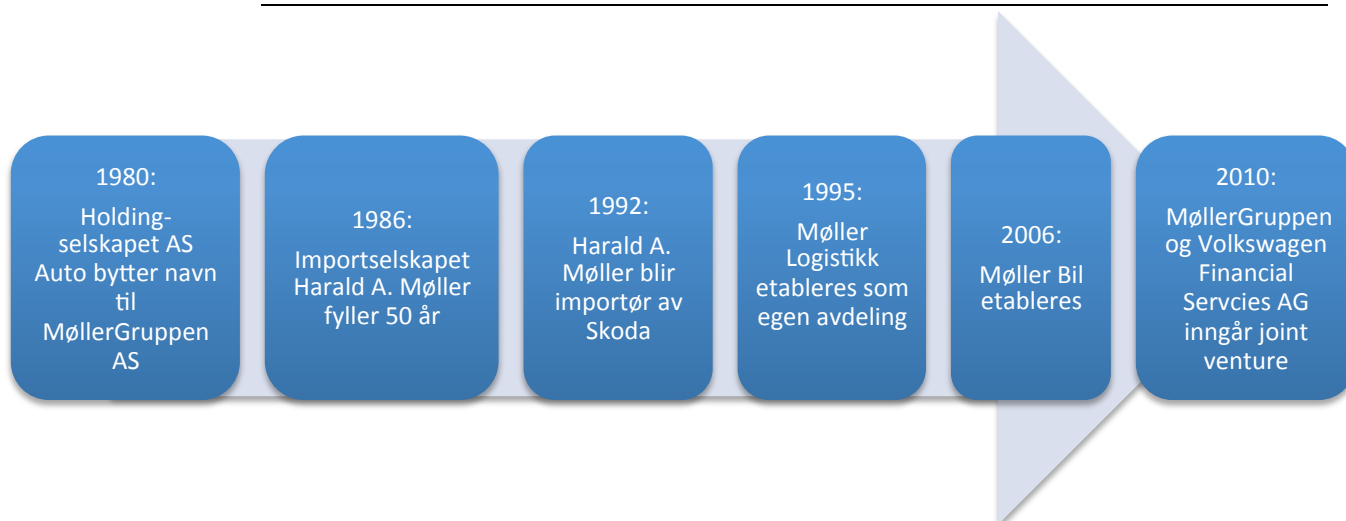 1980:
Holding-
selskapet AS
Auto bytter navn
til
MøllerGruppen
AS
1986:
Importselskapet
Harald A. Møller
fyller 50 år
1992:
Harald A.
Møller blir
importør av
Skoda
1995:
Møller
Logistikk
etableres som
egen avdeling
2006:
Møller Bil
etableres
2010:
MøllerGruppen
og Volkswagen
Financial
Servcies AG
inngår joint
venture